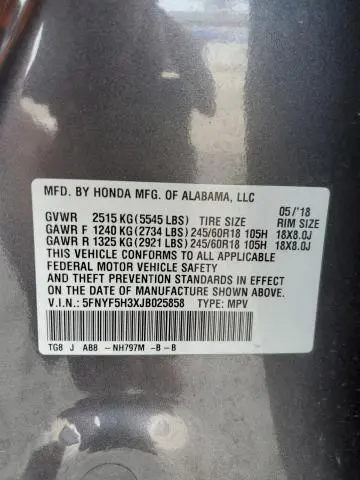 MFD. BY HONDA MFG. OF ALABAMA, LLC
05/'18
GVWR 2515 KG (5545 LBS) TIRE SIZE RIM SIZE
GAWR F 1240 KG (2734 LBS) 245/60R18 105H 18X8.0J
GAWR R 1325 KG (2921 LBS) 245/60R18 105H 18X8.0J
THIS VEHICLE CONFORMS TO ALL APPLICABLE
FEDERAL MOTOR VEHICLE SAFETY
AND THEFT PREVENTION STANDARDS IN EFFECT
ON THE DATE OF MANUFACTURE SHOWN ABOVE.
V.I.N.: 5FNYF5H3XJB025858 TYPE: MPV
TG8 J A88 -NH797M -B-B